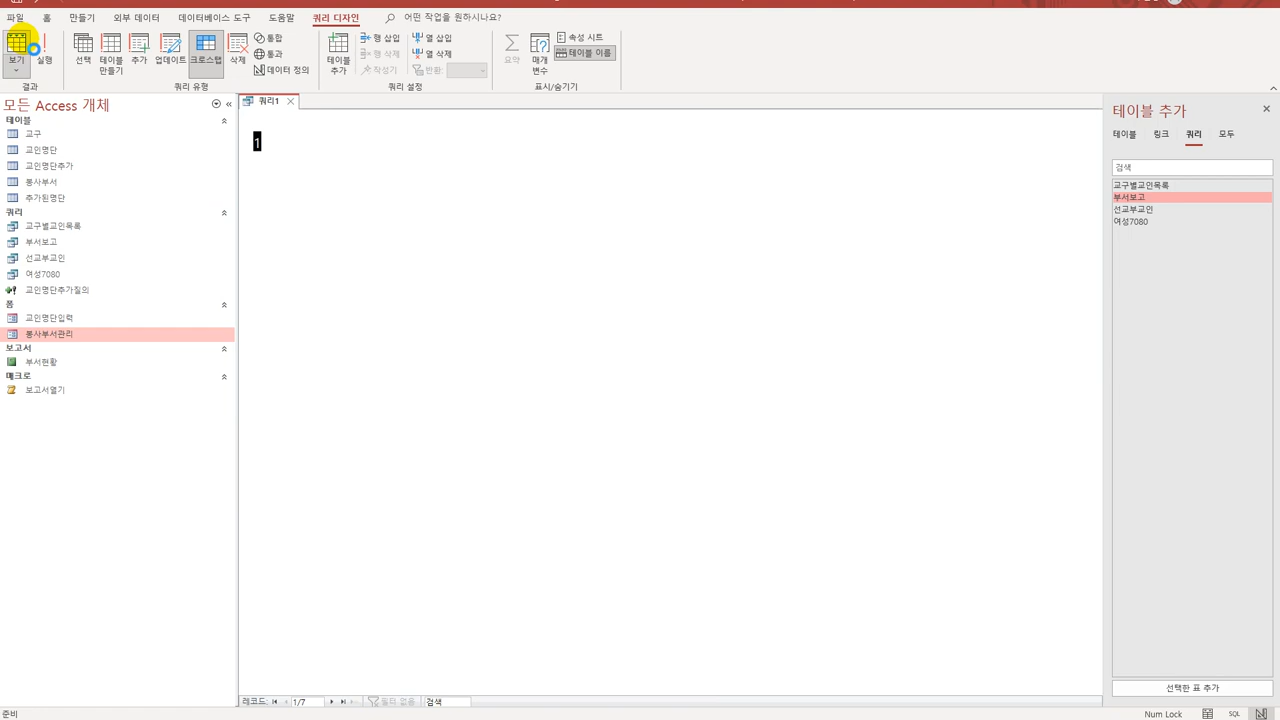 파일 홈 만들기 외부 데이터 데이터베이스 도구 도움말 쿼리 디자인 어떤 작업을 원하시나요?
보기 실행 선택 테이블 만들기 추가 업데이트 크로스탭 삭제
통합
통과
데이터 정의
테이블 추가
행 삽입
행 삭제
작성기
열 삽입
열 삭제
반환:
요약 매개 변수
속성 시트
테이블 이름
결과 쿼리 유형 쿼리 설정 표시/숨기기
모든 Access 개체
테이블
교구
교인명단
교인명단추가
봉사부서
추가된명단
쿼리
교구별교인목록
부서보고
선교부교인
여성7080
교인명단추가질의
폼
교인명단입력
봉사부서관리
보고서
부서현황
매크로
보고서열기
쿼리1
1
레코드: 1/7 필터 없음 검색
테이블 추가
테이블 링크 쿼리 모두
검색
교구별교인목록
부서보고
선교부교인
여성7080
선택한 표 추가
준비 Num Lock SQL